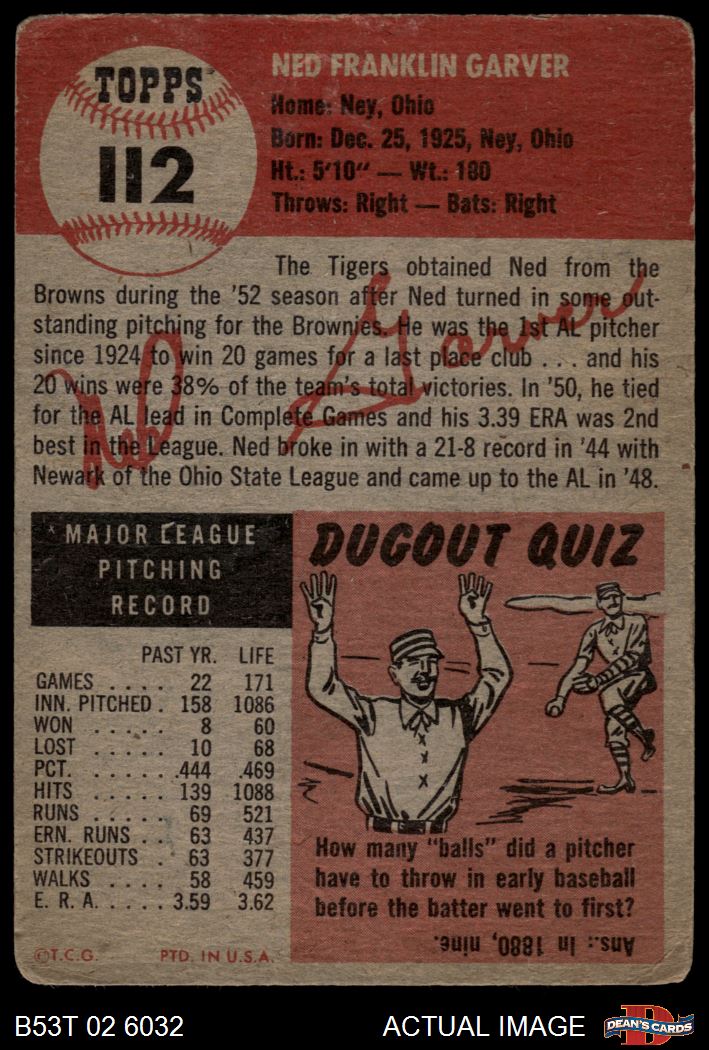 TOPPS
112
NED FRANKLIN GARVER
Home: Ney, Ohio
Born: Dec. 25, 1925, Ney, Ohio
Ht.: 5'10" — Wt.: 180
Throws: Right — Bats: Right
The Tigers obtained Ned from the
Browns during the '52 season after Ned turned in some out-
standing pitching for the Brownies. He was the 1st AL pitcher
since 1924 to win 20 games for a last place club . . . and his
20 wins were 38% of the team's total victories. In '50, he tied
for the AL lead in Complete Games and his 3.39 ERA was 2nd
best in the League. Ned broke in with a 21-8 record in '44 with
Newark of the Ohio State League and came up to the AL in '48.
Ned Garver
MAJOR LEAGUE
PITCHING
RECORD
PAST YR. LIFE
GAMES . . . . 22 171
INN. PITCHED . 158 1086
WON . . . . . 8 60
LOST . . . . . 10 68
PCT. . . . . . . .444 .469
HITS . . . . . 139 1088
RUNS . . . . . 69 521
ERN. RUNS . . 63 437
STRIKEOUTS . 63 377
WALKS . . . . 58 459
E. R. A. . . . . . 3.59 3.62
©T.C.G. PTD. IN U.S.A.
DUGOUT QUIZ
How many "balls" did a pitcher
have to throw in early baseball
before the batter went to first?
Ans.: In 1880, nine.
B53T 02 6032 ACTUAL IMAGE
D
DEAN'S CARDS